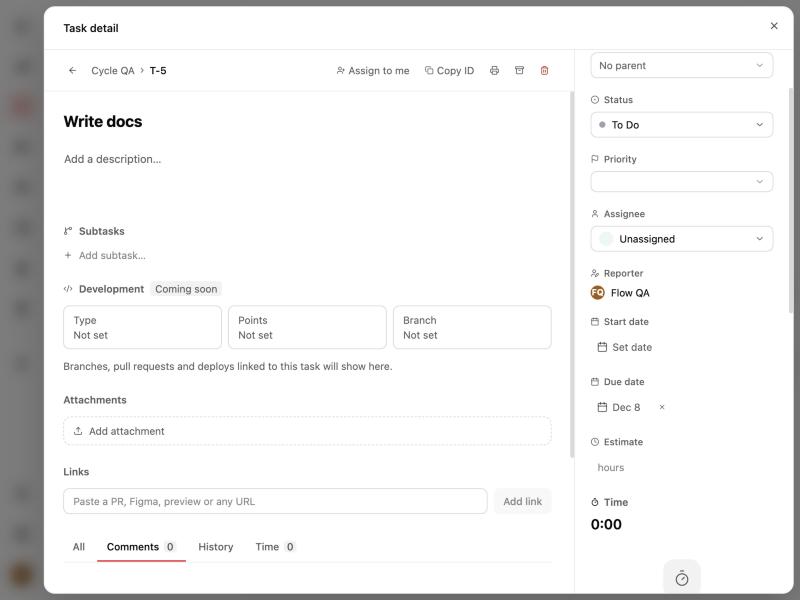 Task detail
Cycle QA › T-5
Assign to me
Copy ID
Write docs
Add a description...
Subtasks
+ Add subtask...
Development Coming soon
Type
Not set
Points
Not set
Branch
Not set
Branches, pull requests and deploys linked to this task will show here.
Attachments
Add attachment
Links
Paste a PR, Figma, preview or any URL
Add link
All
Comments 0
History
Time 0
No parent
Status
To Do
Priority
Assignee
Unassigned
Reporter
FQ Flow QA
Start date
Set date
Due date
Dec 8 ×
Estimate
hours
Time
0:00